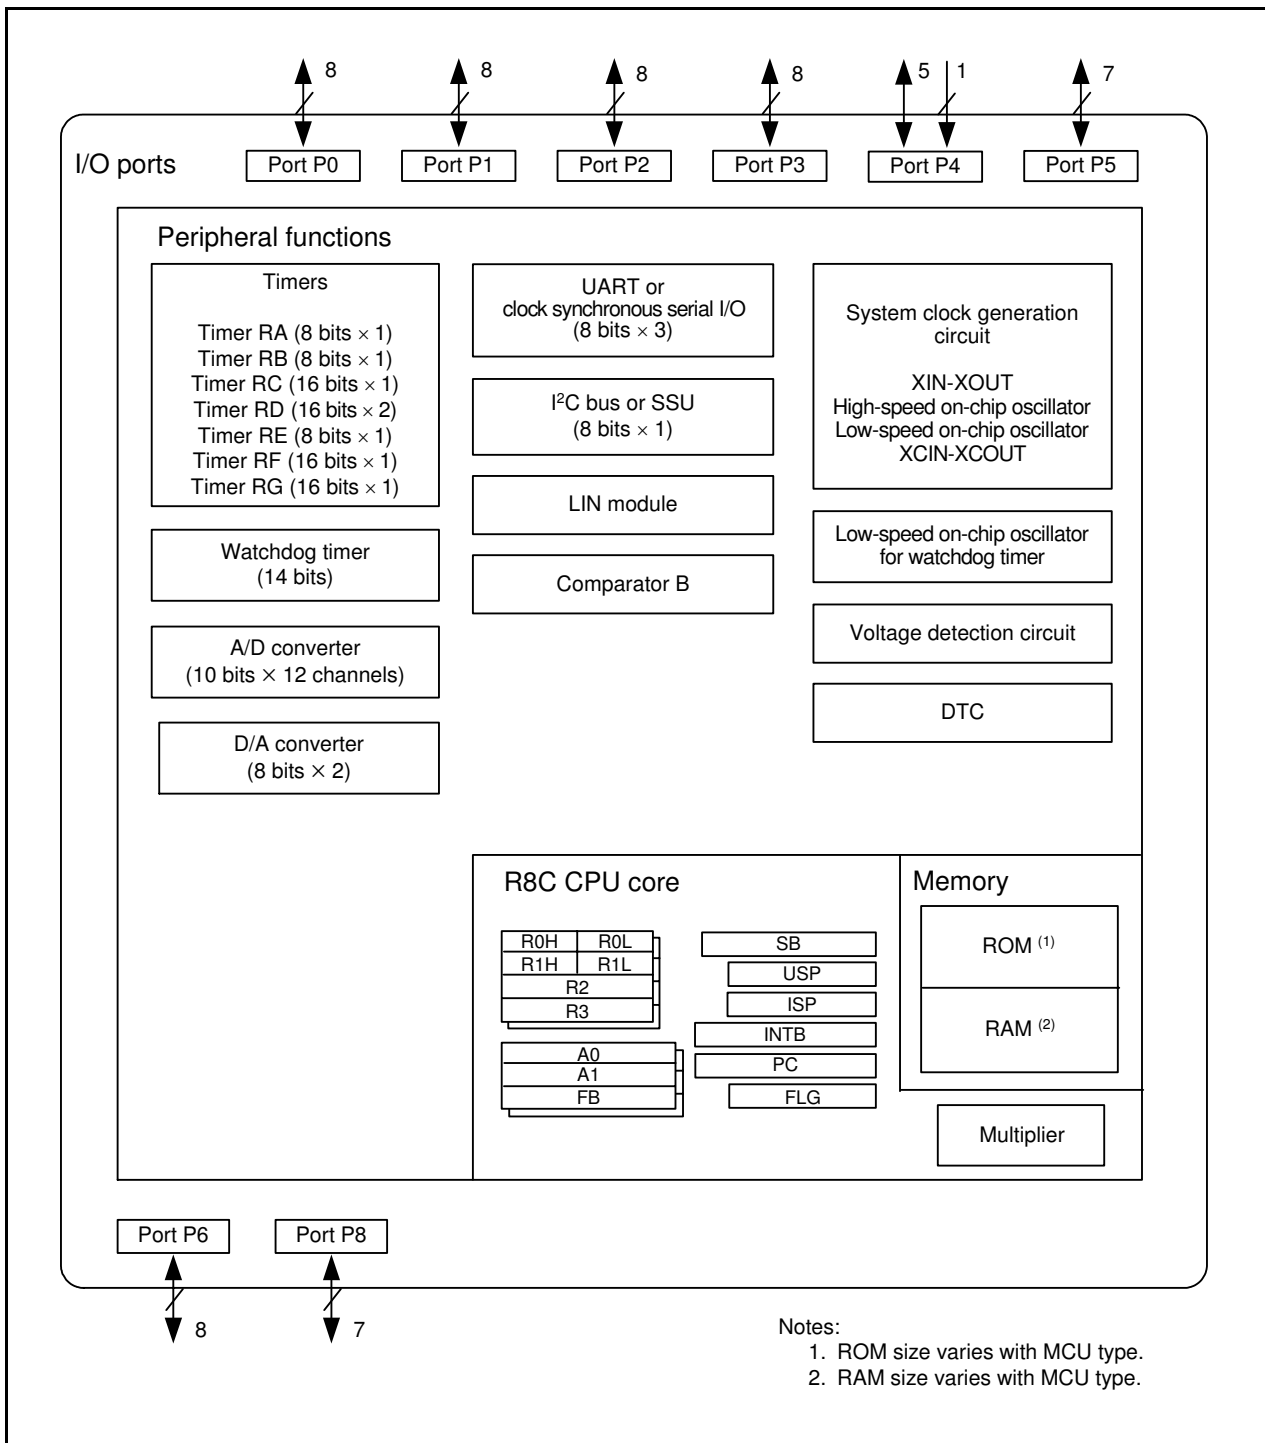 8 8 8 8 5 1 7
I/O ports
Port P0 Port P1 Port P2 Port P3 Port P4 Port P5
Peripheral functions
Timers
Timer RA (8 bits × 1)
Timer RB (8 bits × 1)
Timer RC (16 bits × 1)
Timer RD (16 bits × 2)
Timer RE (8 bits × 1)
Timer RF (16 bits × 1)
Timer RG (16 bits × 1)
Watchdog timer
(14 bits)
A/D converter
(10 bits × 12 channels)
D/A converter
(8 bits × 2)
UART or
clock synchronous serial I/O
(8 bits × 3)
I²C bus or SSU
(8 bits × 1)
LIN module
Comparator B
System clock generation
circuit
XIN-XOUT
High-speed on-chip oscillator
Low-speed on-chip oscillator
XCIN-XCOUT
Low-speed on-chip oscillator
for watchdog timer
Voltage detection circuit
DTC
R8C CPU core
R0H R0L
R1H R1L
R2
R3
A0
A1
FB
SB
USP
ISP
INTB
PC
FLG
Memory
ROM (1)
RAM (2)
Multiplier
Port P6 Port P8
8 7
Notes:
1. ROM size varies with MCU type.
2. RAM size varies with MCU type.